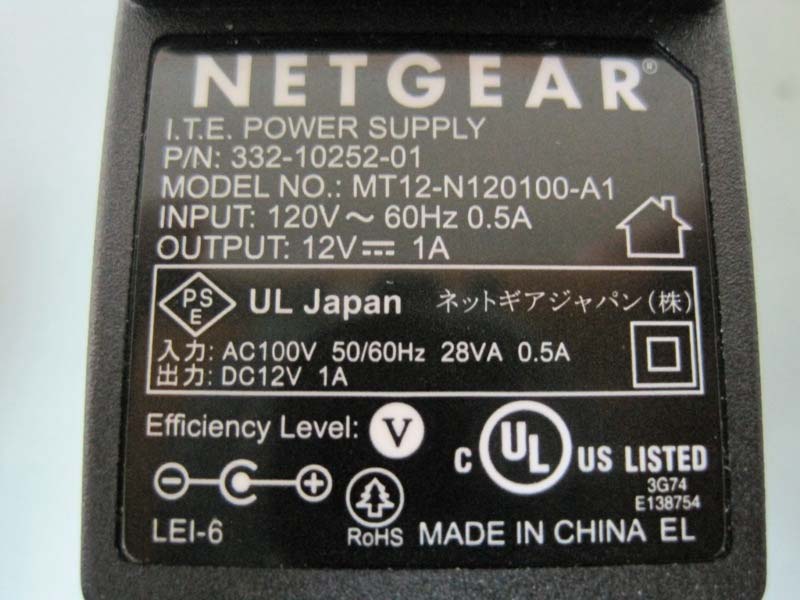 NETGEAR®
I.T.E. POWER SUPPLY
P/N: 332-10252-01
MODEL NO.: MT12-N120100-A1
INPUT: 120V～ 60Hz 0.5A
OUTPUT: 12V⎓ 1A
PS
E
UL Japan ネットギアジャパン(株)
入力: AC100V 50/60Hz 28VA 0.5A
出力: DC12V 1A
Efficiency Level: V
C UL US LISTED
3G74
E138754
LEI-6
RoHS
MADE IN CHINA EL